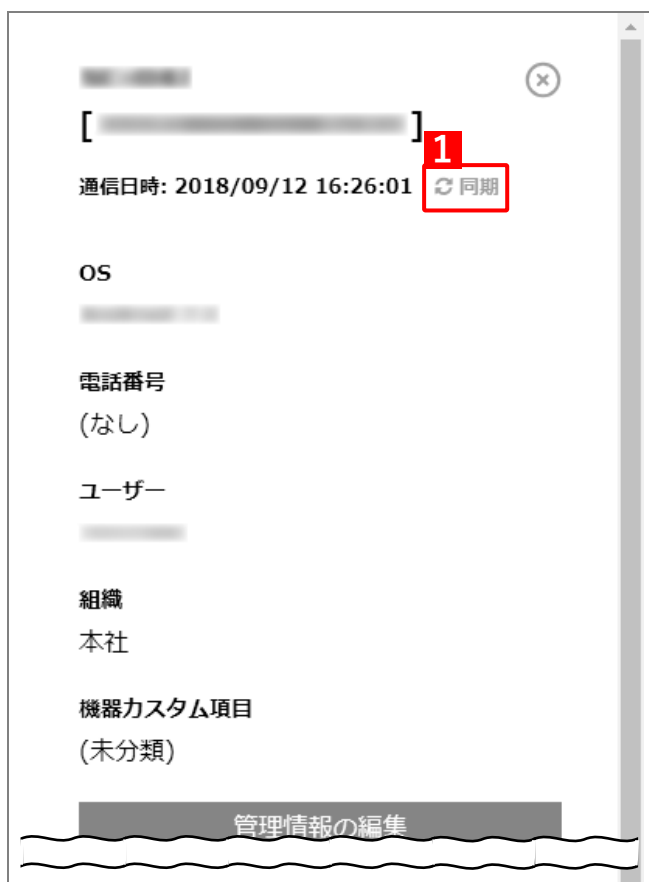 [ ]
1
通信日時: 2018/09/12 16:26:01 同期
OS
電話番号
(なし)
ユーザー
組織
本社
機器カスタム項目
(未分類)
管理情報の編集